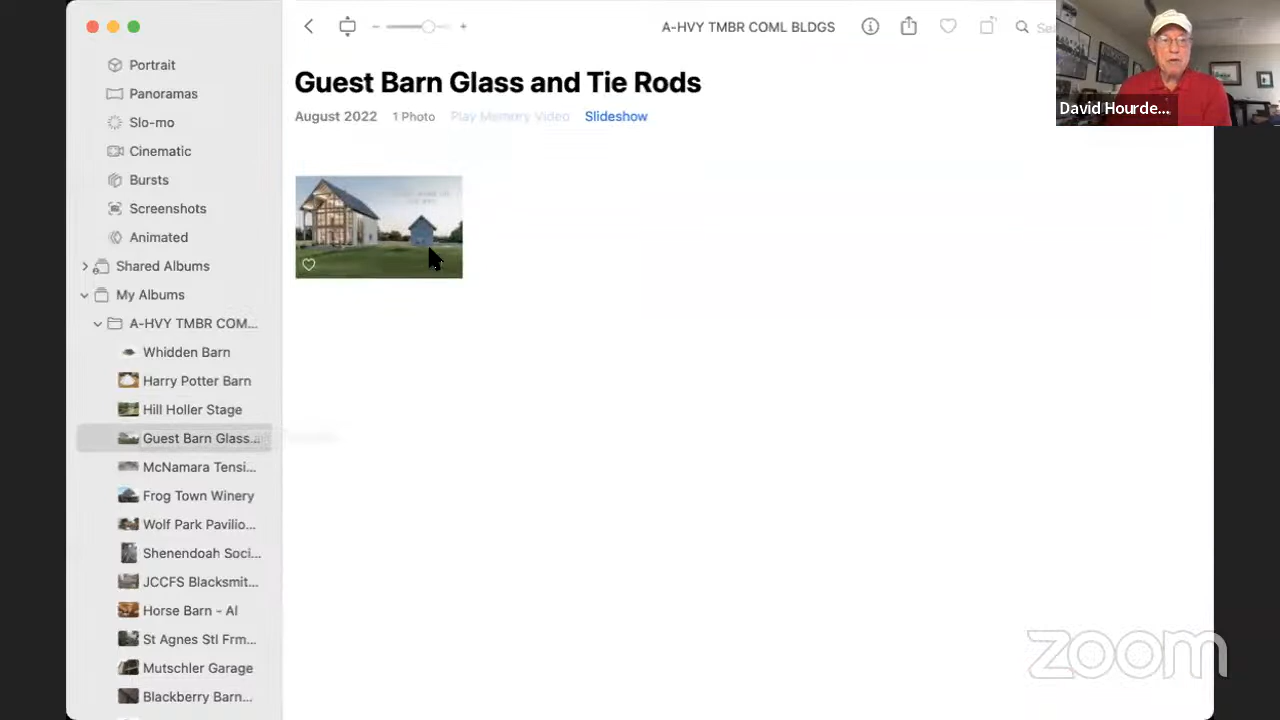 A-HVY TMBR COML BLDGS
David Hourde...
Guest Barn Glass and Tie Rods
August 2022
1 Photo
Play Memory Video
Slideshow
Portrait
Panoramas
Slo-mo
Cinematic
Bursts
Screenshots
Animated
Shared Albums
My Albums
A-HVY TMBR COM...
Whidden Barn
Harry Potter Barn
Hill Holler Stage
Guest Barn Glass...
McNamara Tensi...
Frog Town Winery
Wolf Park Pavilio...
Shenendoah Soci...
JCCFS Blacksmit...
Horse Barn - Al
St Agnes Stl Frm...
Mutschler Garage
Blackberry Barn...
zoom